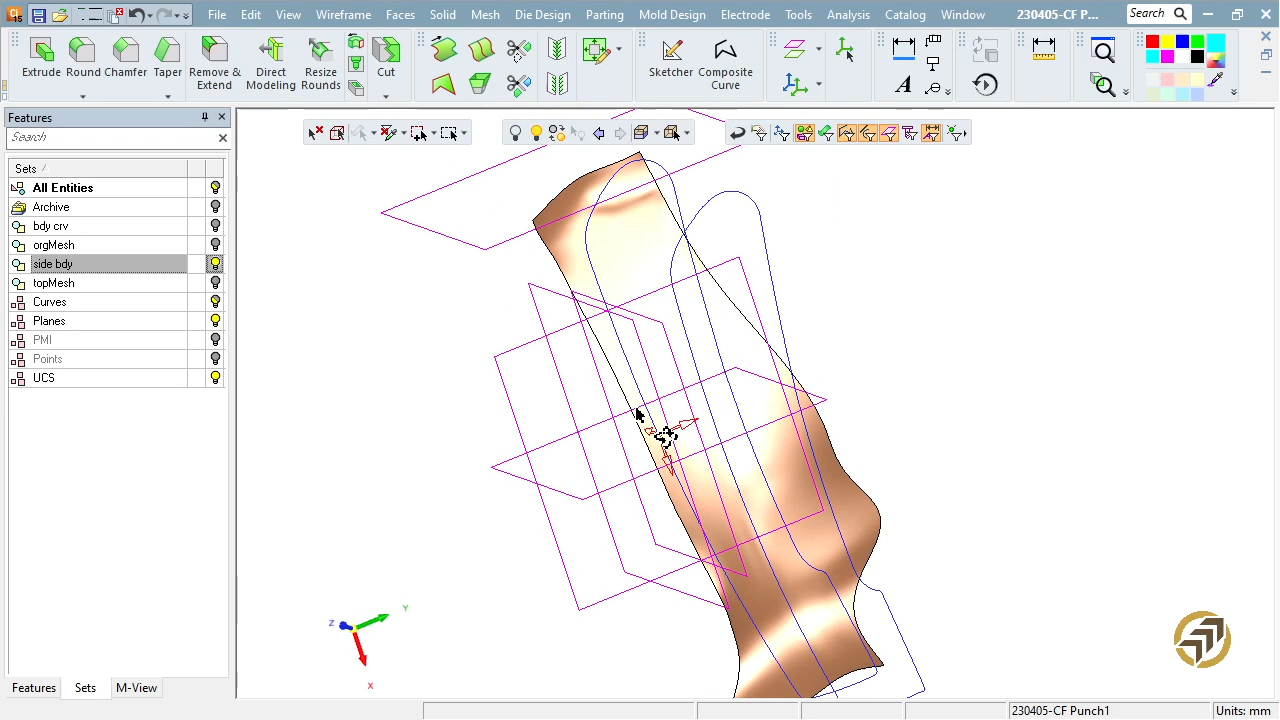 File Edit View Wireframe Faces Solid Mesh Die Design Parting Mold Design Electrode Tools Analysis Catalog Window 230405-CF P... Search
Extrude Round Chamfer Taper Remove & Extend Direct Modeling Resize Rounds Cut Sketcher Composite Curve
Features
Search
Sets
All Entities
Archive
bdy crv
orgMesh
side bdy
topMesh
Curves
Planes
PMI
Points
UCS
Z Y
X
Features Sets M-View
230405-CF Punch1 Units: mm